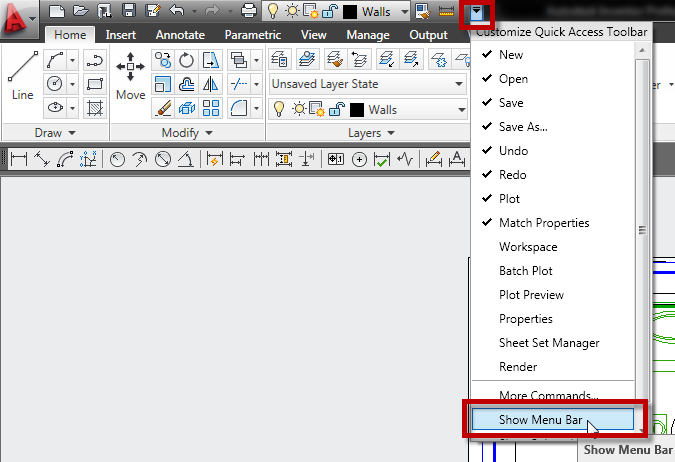 Walls
Customize Quick Access Toolbar
Home Insert Annotate Parametric View Manage Output
New
Open
Save
Save As...
Undo
Redo
Plot
Match Properties
Workspace
Batch Plot
Plot Preview
Properties
Sheet Set Manager
Render
More Commands...
Show Menu Bar
Line
Move
Unsaved Layer State
Walls
Draw
Modify
Layers
A
Show Menu Bar